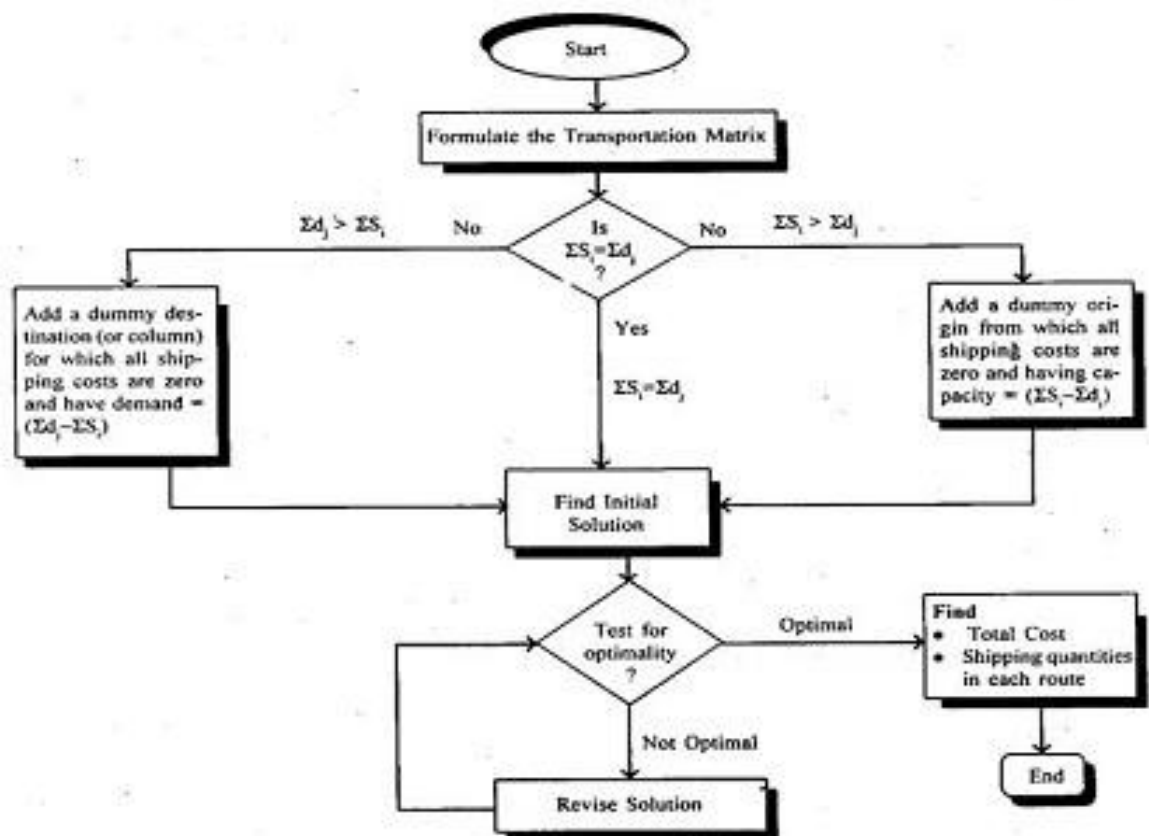 Start
Formulate the Transportation Matrix
Σdⱼ > ΣSᵢ
No
Is
ΣSᵢ=Σdⱼ
?
No
ΣSᵢ > Σdⱼ
Add a dummy des-
tination (or column)
for which all ship-
ping costs are zero
and have demand =
(Σdⱼ–ΣSᵢ)
Yes
ΣSᵢ=Σdⱼ
Add a dummy ori-
gin from which all
shipping costs are
zero and having ca-
pacity = (ΣSᵢ–Σdⱼ)
Find Initial
Solution
Test for
optimality
?
Optimal
Find
• Total Cost
• Shipping quantities
in each route
Not Optimal
Revise Solution
End